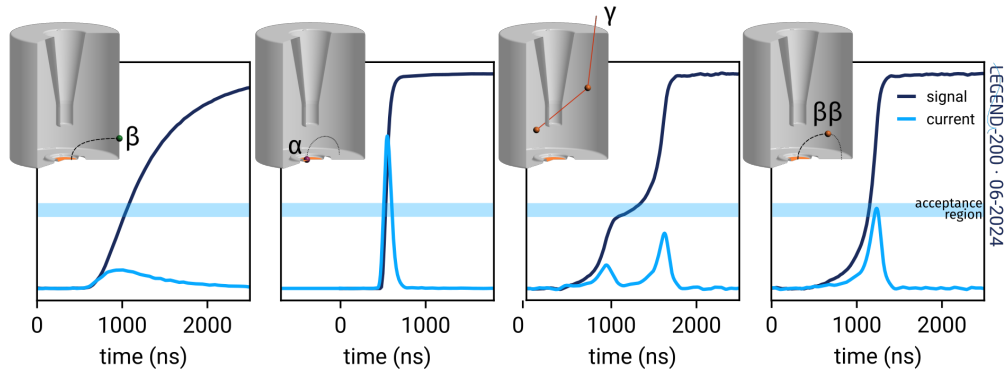 β
α
γ
ββ
signal
current
acceptance
region
LEGEND-200 · 06-2024
0 1000 2000
0 1000
0 1000 2000
0 1000 2000
time (ns)
time (ns)
time (ns)
time (ns)